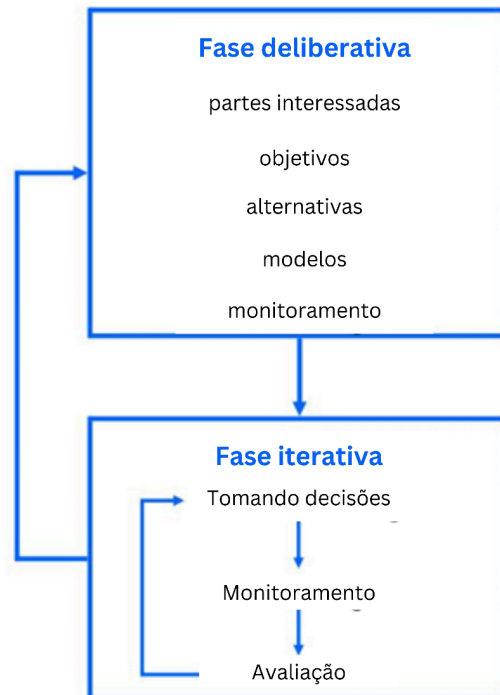 Fase deliberativa
partes interessadas
objetivos
alternativas
modelos
monitoramento
Fase iterativa
Tomando decisões
Monitoramento
Avaliação